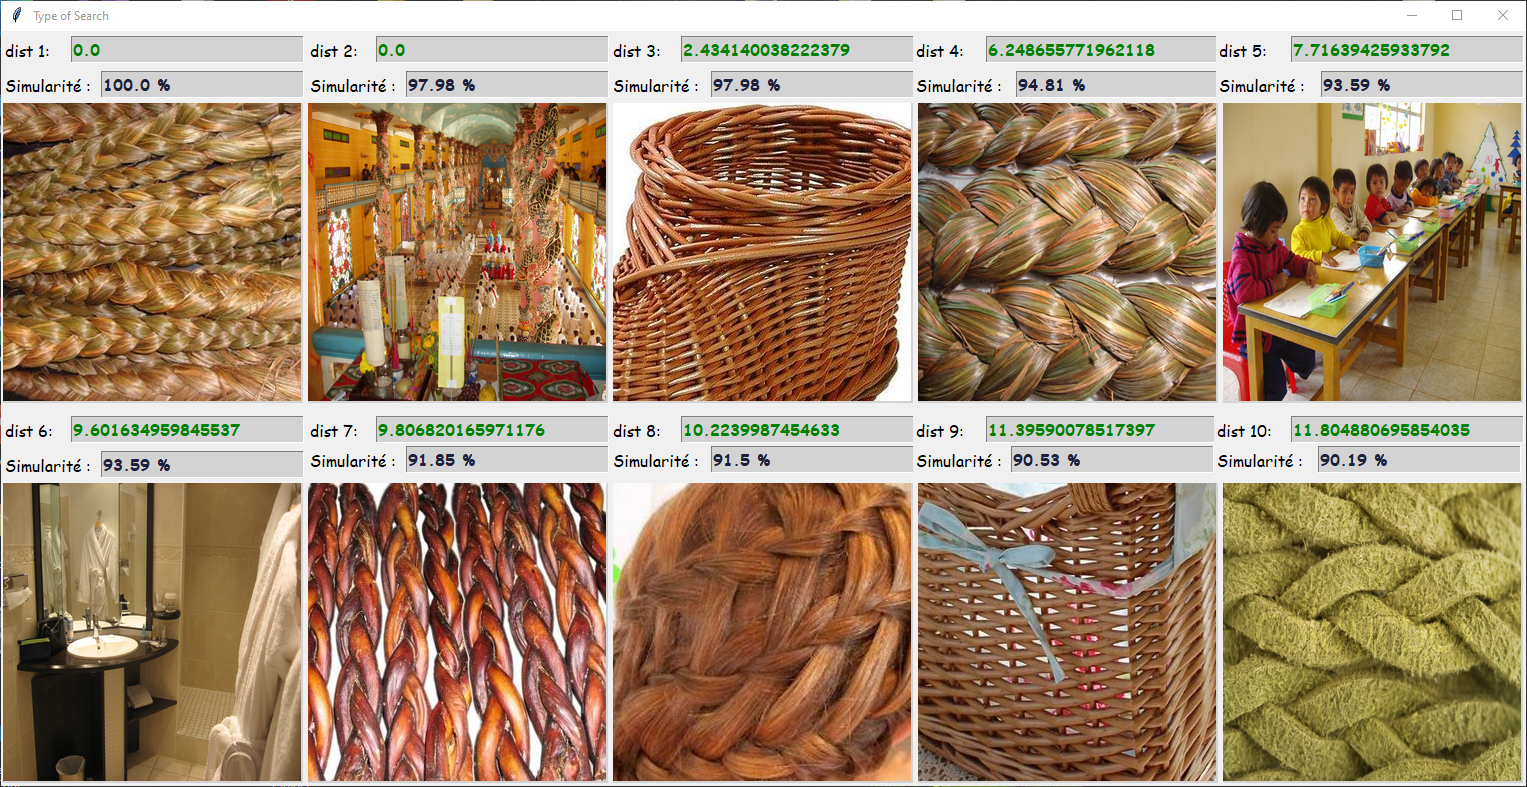 Type of Search
dist 1: 0.0 dist 2: 0.0 dist 3: 2.434140038222379 dist 4: 6.248655771962118 dist 5: 7.71639425933792
Simularité : 100.0 % Simularité : 97.98 % Simularité : 97.98 % Simularité : 94.81 % Simularité : 93.59 %
dist 6: 9.601634959845537 dist 7: 9.806820165971176 dist 8: 10.2239987454633 dist 9: 11.39590078517397 dist 10: 11.804880695854035
Simularité : 93.59 % Simularité : 91.85 % Simularité : 91.5 % Simularité : 90.53 % Simularité : 90.19 %